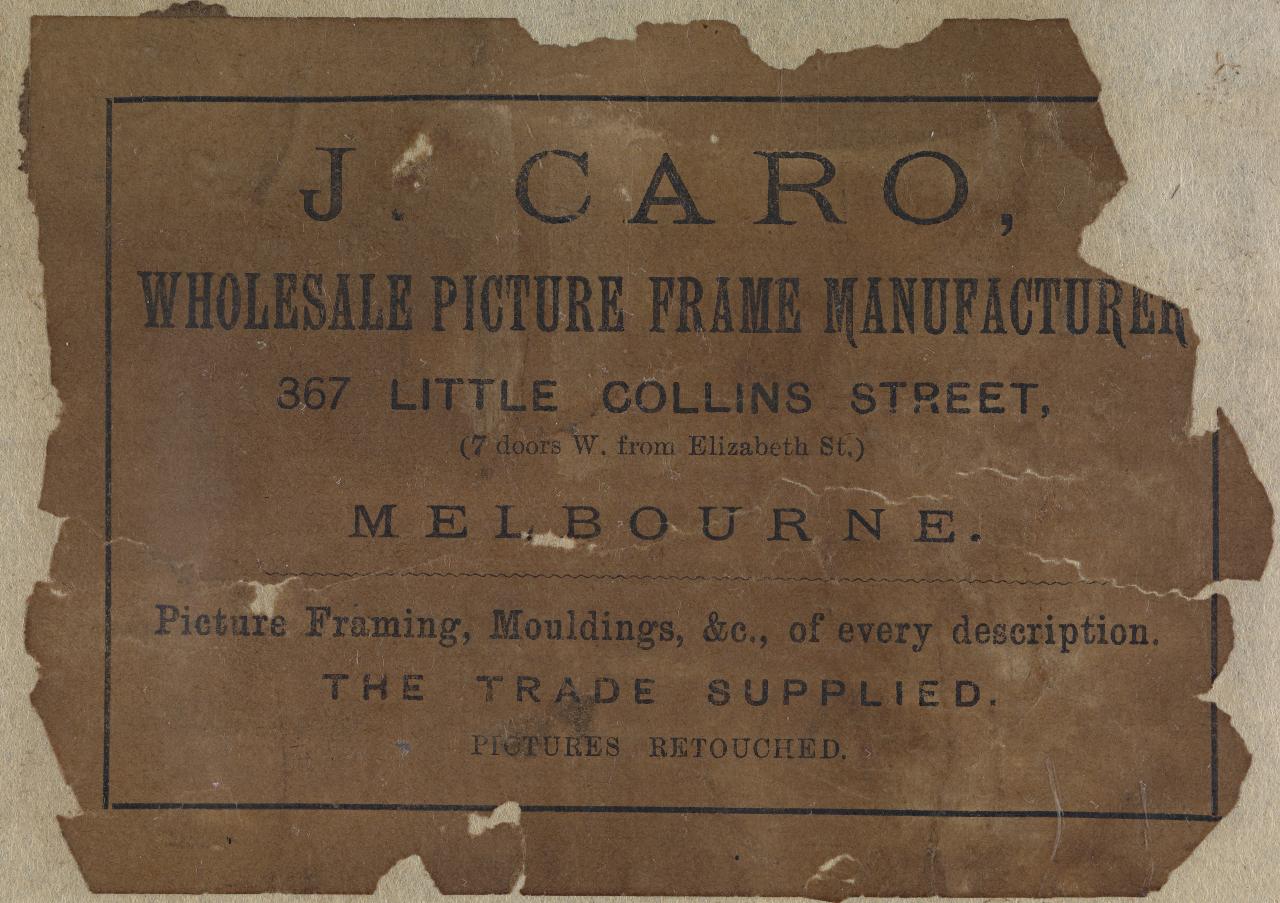 J. CARO,
WHOLESALE PICTURE FRAME MANUFACTURER
367 LITTLE COLLINS STREET,
(7 doors W. from Elizabeth St.)
MELBOURNE.
Picture Framing, Mouldings, &c., of every description.
THE TRADE SUPPLIED.
PICTURES RETOUCHED.